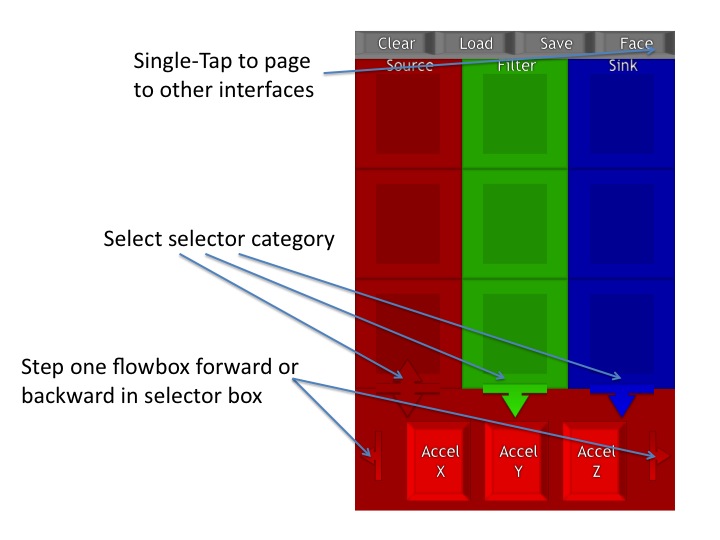 Clear Load Save Face
Source Filter Sink
Single-Tap to page
to other interfaces
Select selector category
Step one flowbox forward or
backward in selector box
Accel Accel Accel
X Y Z